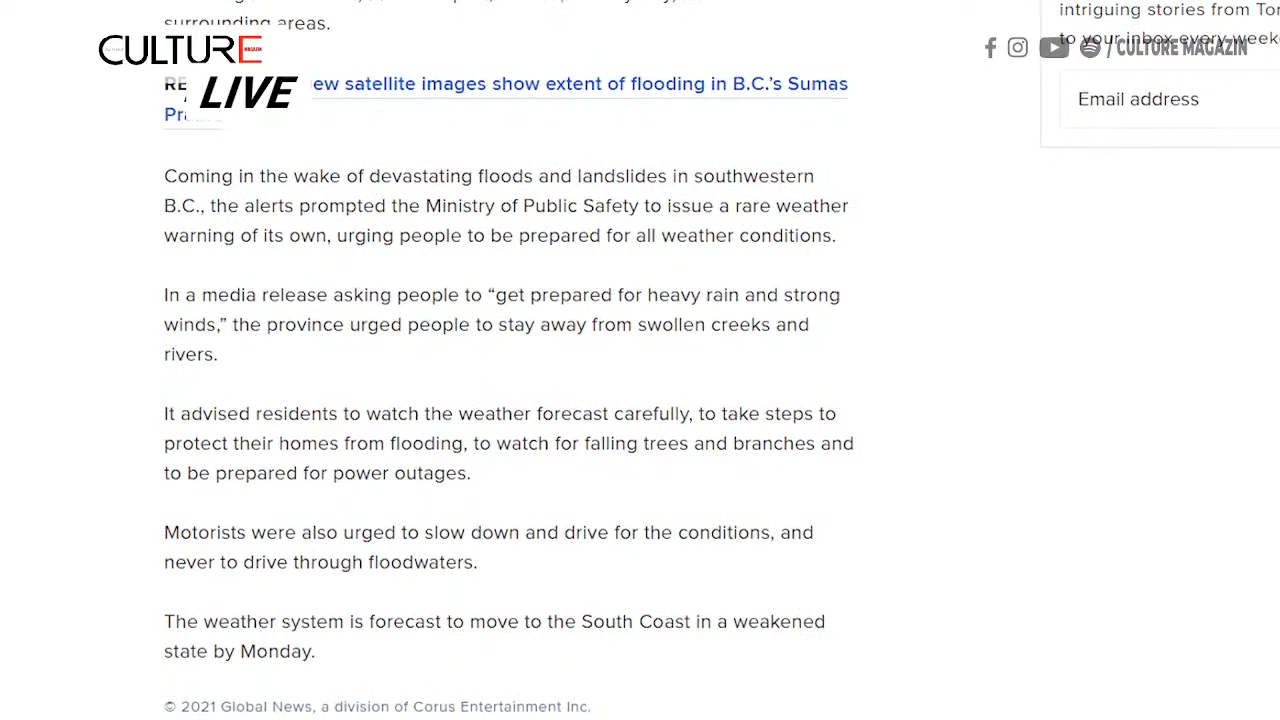 surrounding areas.
CULTURE
MAGAZIN
LIVE
RE
ew satellite images show extent of flooding in B.C.’s Sumas
Coming in the wake of devastating floods and landslides in southwestern
B.C., the alerts prompted the Ministry of Public Safety to issue a rare weather
warning of its own, urging people to be prepared for all weather conditions.
In a media release asking people to “get prepared for heavy rain and strong
winds,” the province urged people to stay away from swollen creeks and
rivers.
It advised residents to watch the weather forecast carefully, to take steps to
protect their homes from flooding, to watch for falling trees and branches and
to be prepared for power outages.
Motorists were also urged to slow down and drive for the conditions, and
never to drive through floodwaters.
The weather system is forecast to move to the South Coast in a weakened
state by Monday.
© 2021 Global News, a division of Corus Entertainment Inc.
intriguing stories from Tor
to your inbox every weeke
/ CULTURE MAGAZIN
Email address